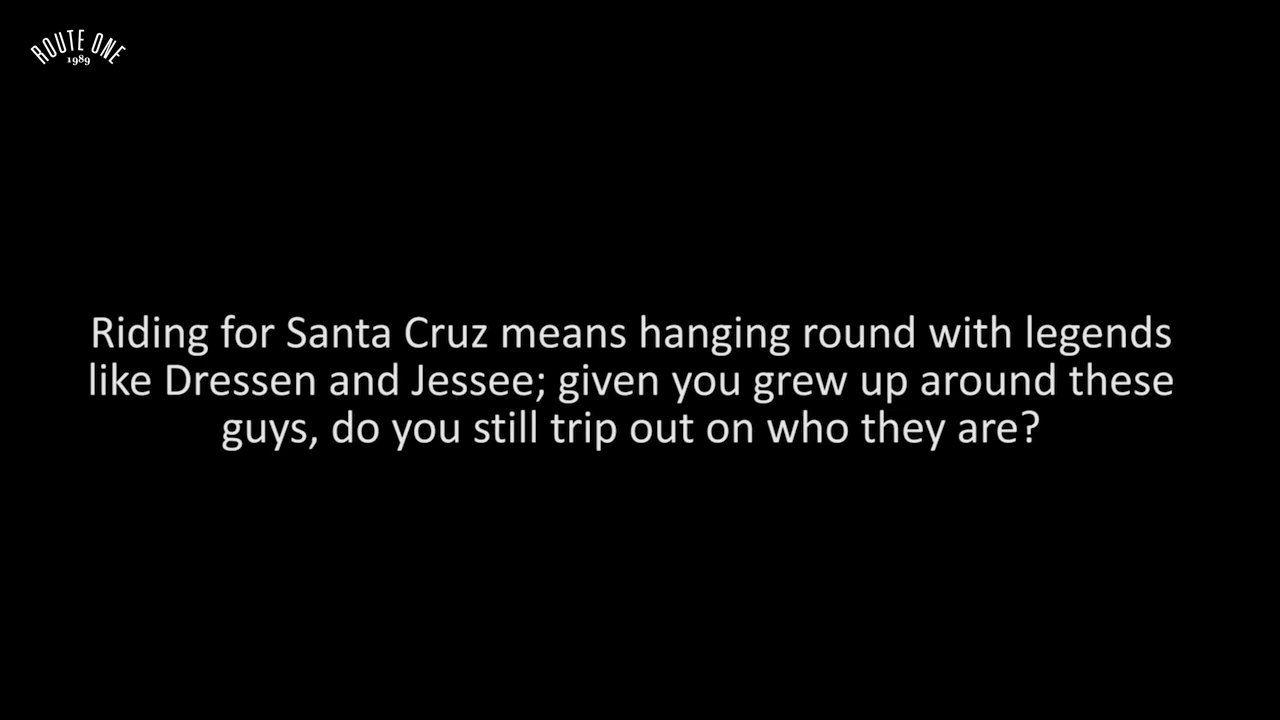 ROUTE ONE
1989
Riding for Santa Cruz means hanging round with legends
like Dressen and Jessee; given you grew up around these
guys, do you still trip out on who they are?